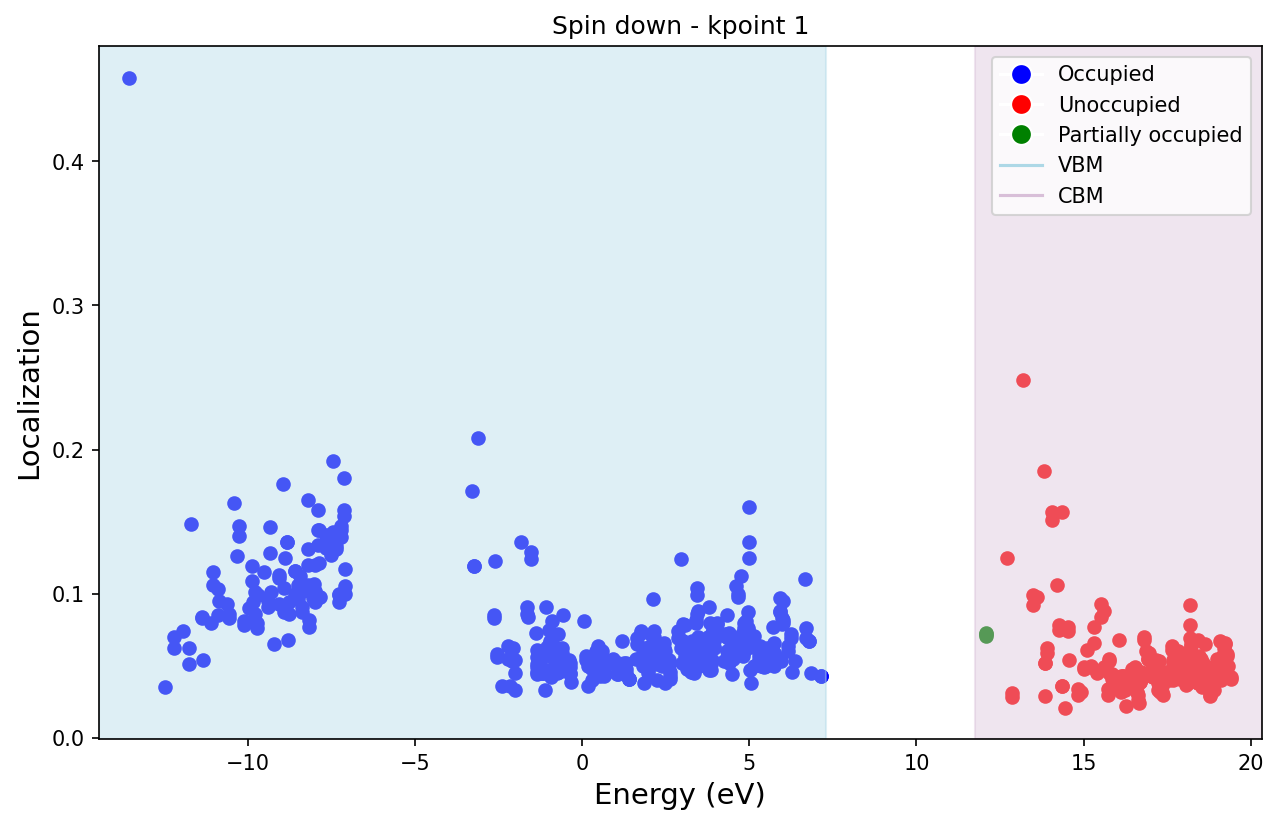 Spin down - kpoint 1
Localization
0.4
0.3
0.2
0.1
0.0
Occupied
Unoccupied
Partially occupied
VBM
CBM
−10
−5
0
5
10
15
20
Energy (eV)